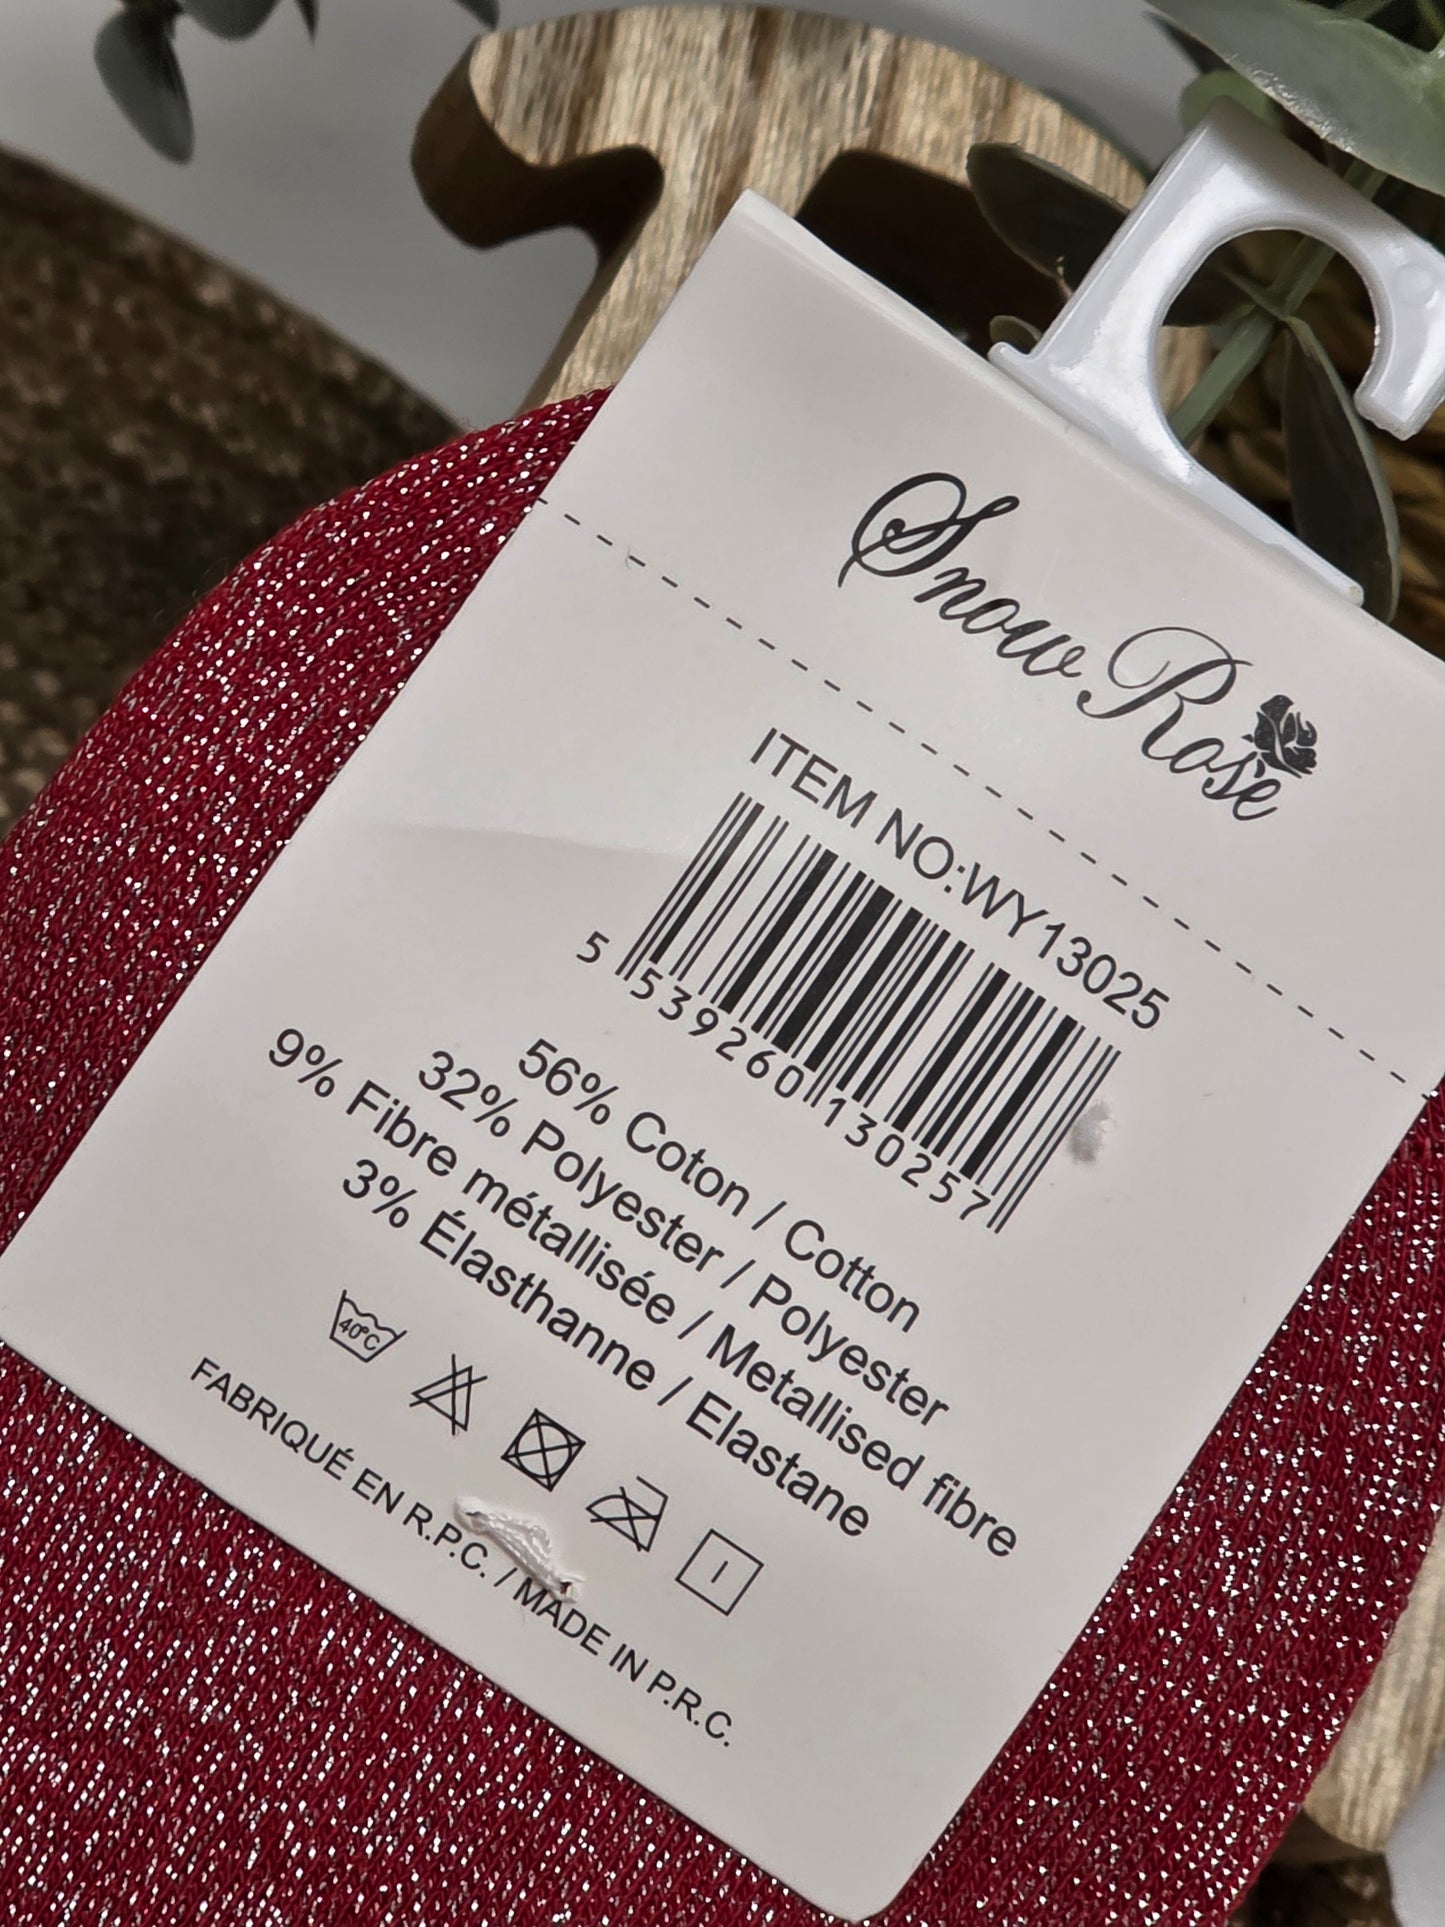 Snow Rose
ITEM NO:WY13025
5 539260 130257
56% Coton / Cotton
32% Polyester / Polyester
9% Fibre métallisée / Metallised fibre
3% Élasthanne / Elastane
40°C
FABRIQUÉ EN R.P.C. / MADE IN P.R.C.